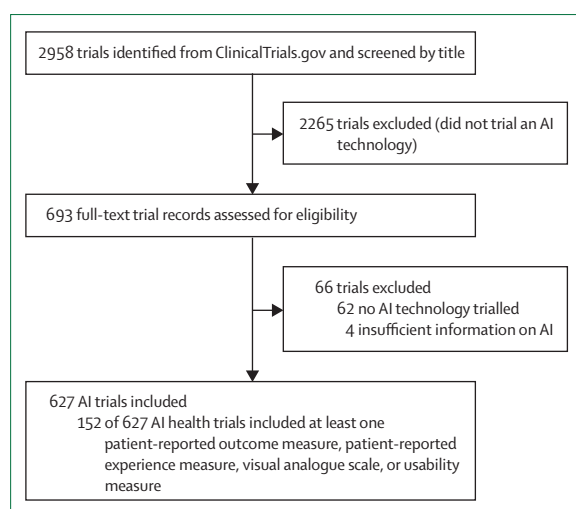 2958 trials identified from ClinicalTrials.gov and screened by title
2265 trials excluded (did not trial an AI
technology)
693 full-text trial records assessed for eligibility
66 trials excluded
62 no AI technology trialled
4 insufficient information on AI
627 AI trials included
152 of 627 AI health trials included at least one
patient-reported outcome measure, patient-reported
experience measure, visual analogue scale, or usability
measure